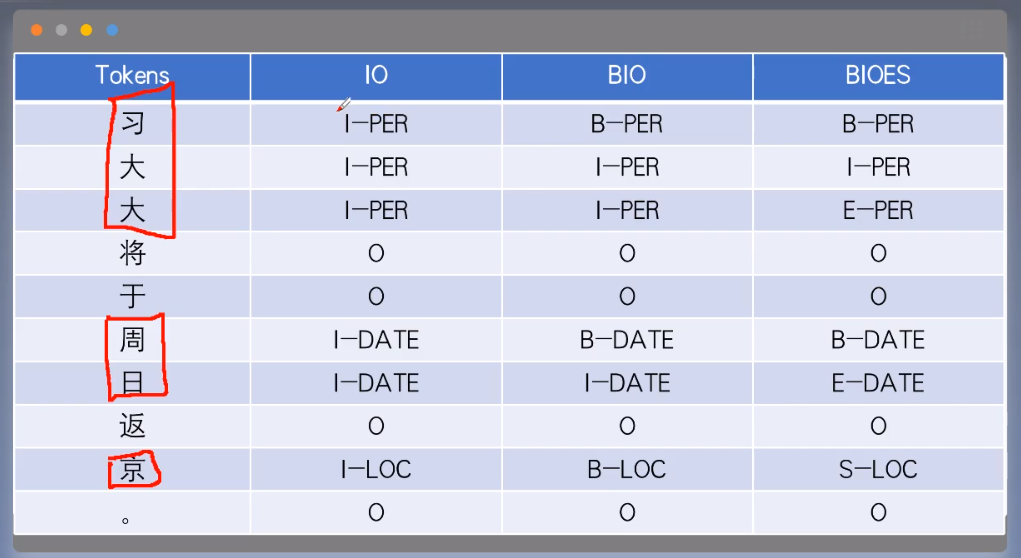 Tokens IO BIO BIOES
习 I-PER B-PER B-PER
大 I-PER I-PER I-PER
大 I-PER I-PER E-PER
将 O O O
于 O O O
周 I-DATE B-DATE B-DATE
日 I-DATE I-DATE E-DATE
返 O O O
京 I-LOC B-LOC S-LOC
。 O O O